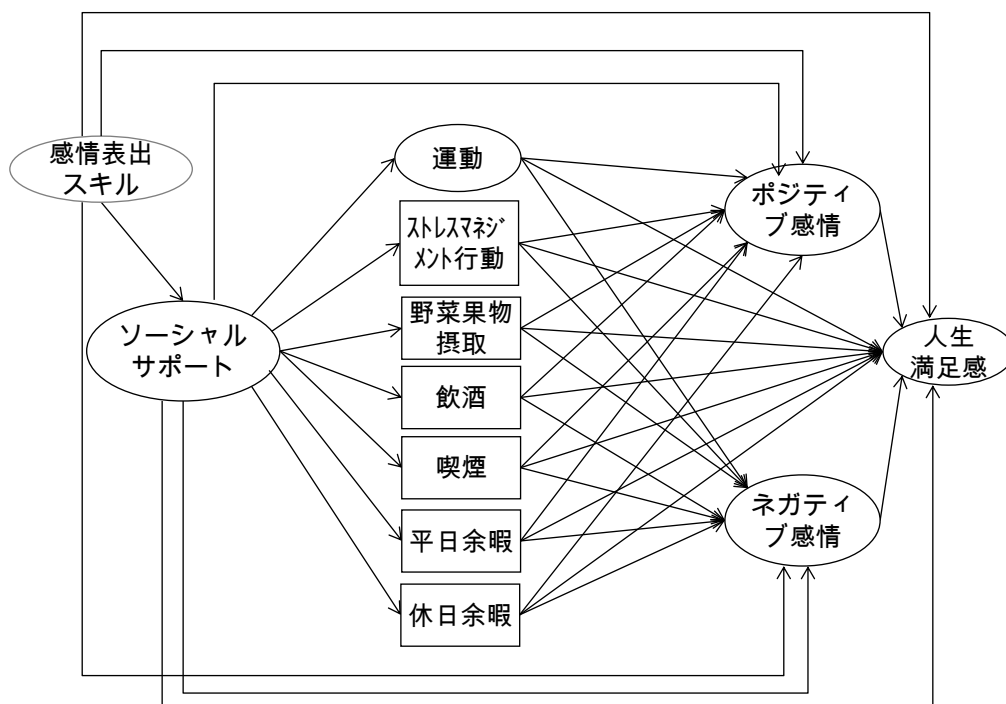 感情表出
スキル
運動
ポジティ
ブ感情
ｽﾄﾚｽﾏﾈｼﾞ
ﾒﾝﾄ行動
ソーシャル
サポート
野菜果物
摂取
人生
満足感
飲酒
喫煙
ネガティ
ブ感情
平日余暇
休日余暇